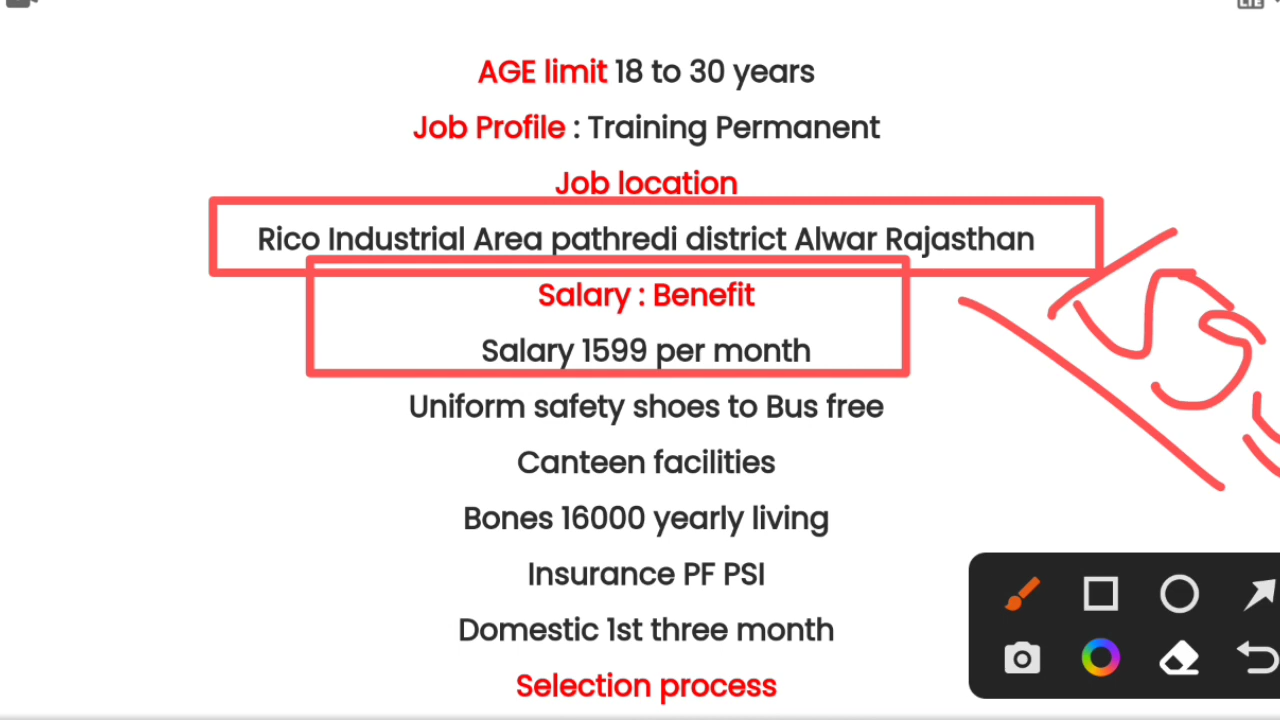 LTE
AGE limit 18 to 30 years
Job Profile : Training Permanent
Job location
Rico Industrial Area pathredi district Alwar Rajasthan
Salary : Benefit
Salary 1599 per month
Uniform safety shoes to Bus free
Canteen facilities
Bones 16000 yearly living
Insurance PF PSI
Domestic 1st three month
Selection process